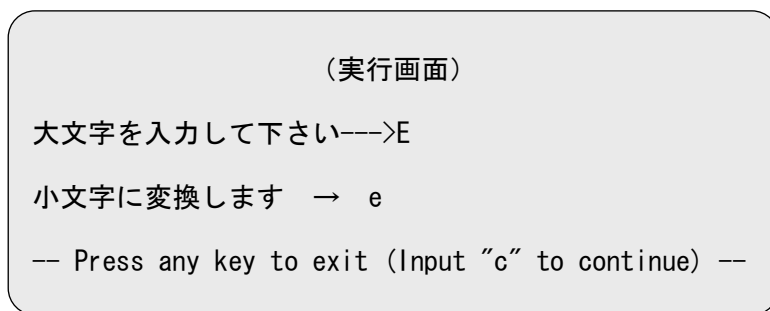 （実行画面）
大文字を入力して下さい--->E
小文字に変換します　→　e
-- Press any key to exit (Input "c" to continue) --